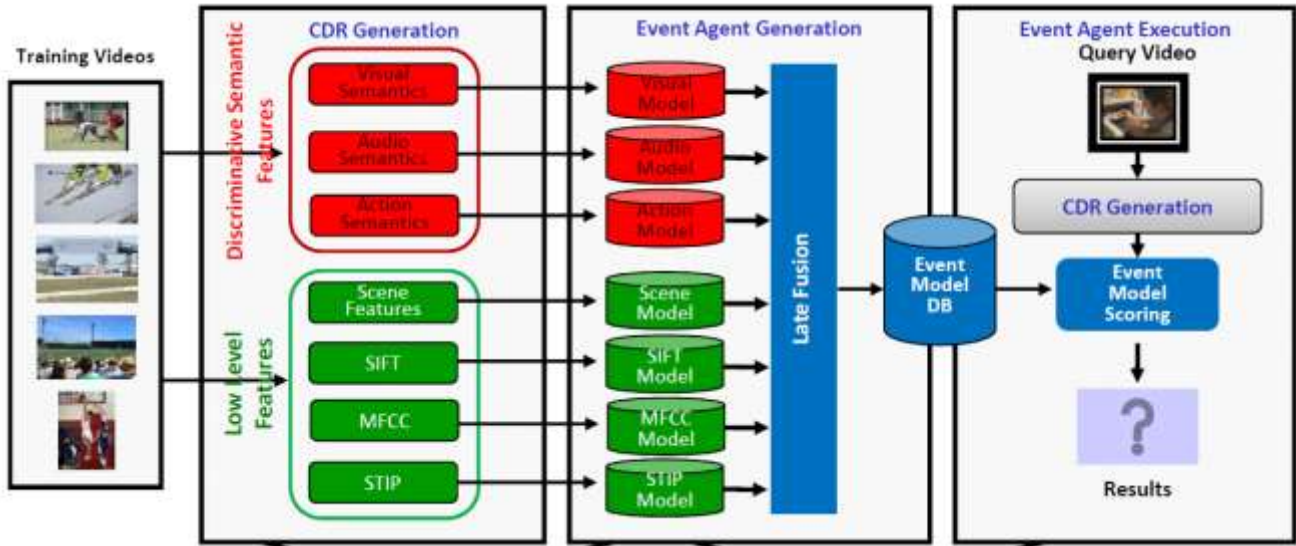 Training Videos
CDR Generation
Discriminative Semantic
Features
Visual
Semantics
Audio
Semantics
Action
Semantics
Low Level
Features
Scene
Features
SIFT
MFCC
STIP
Event Agent Generation
Visual
Model
Audio
Model
Action
Model
Scene
Model
SIFT
Model
MFCC
Model
STIP
Model
Late Fusion
Event
Model
DB
Event Agent Execution
Query Video
CDR Generation
Event
Model
Scoring
?
Results